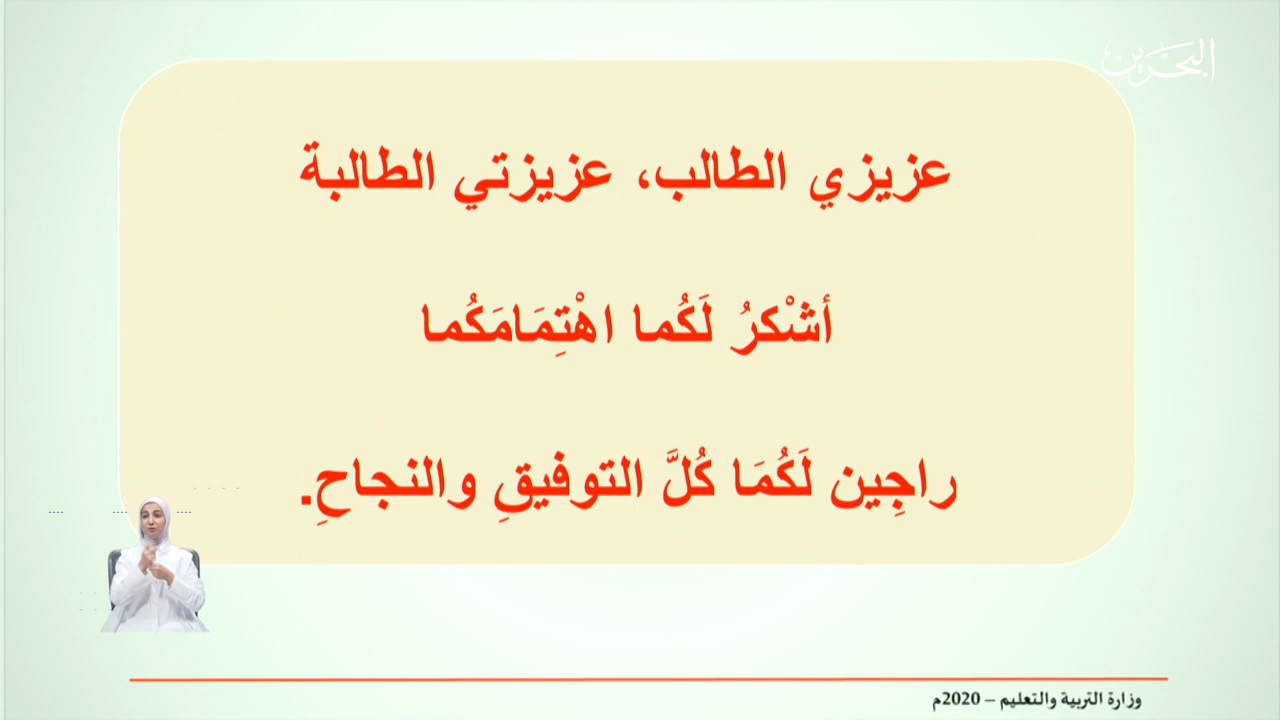 البحرين
عزيزي الطالب، عزيزتي الطالبة
أشْكرُ لَكُما اهْتِمَامَكُما
راجِين لَكُمَا كُلَّ التوفيقِ والنجاحِ.
وزارة التربية والتعليم – 2020م